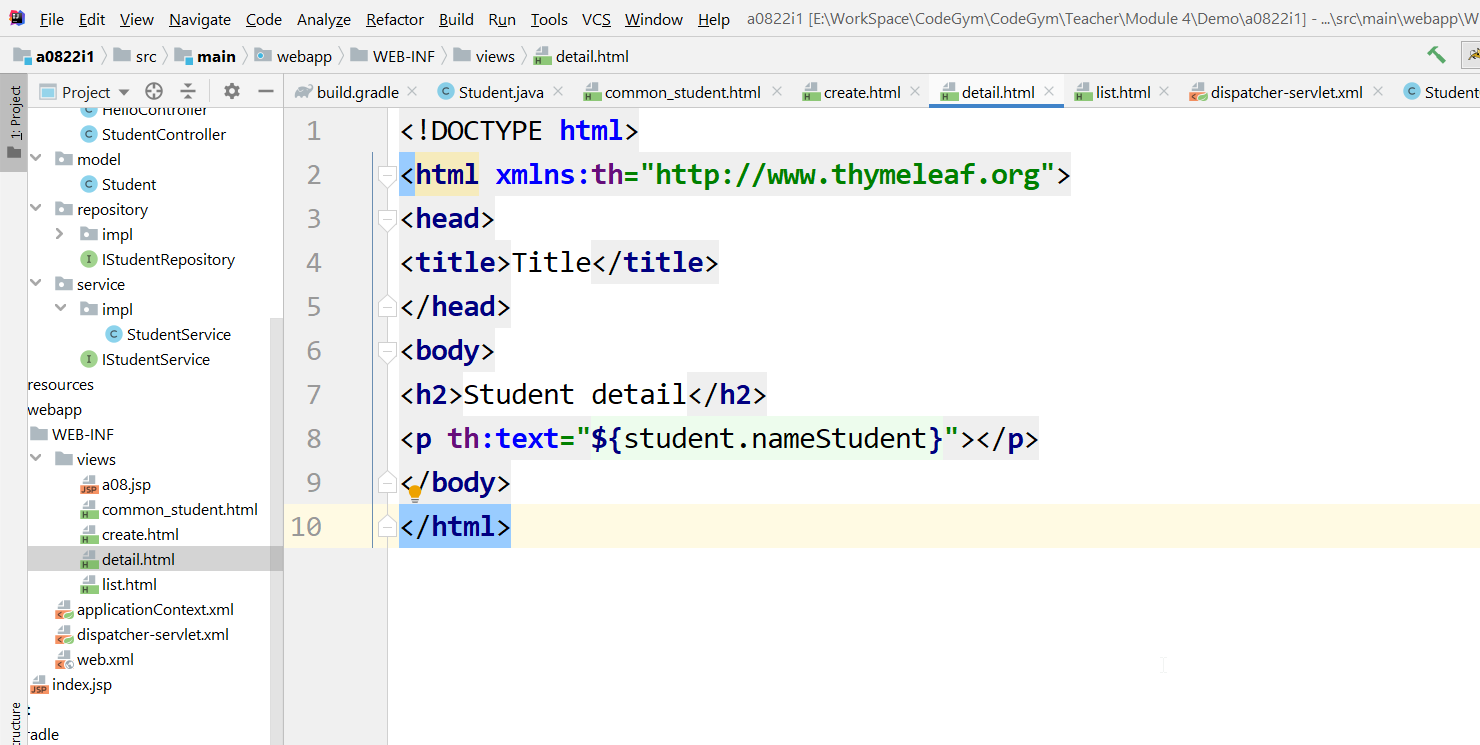 File Edit View Navigate Code Analyze Refactor Build Run Tools VCS Window Help a0822i1 [E:\WorkSpace\CodeGym\CodeGym\Teacher\Module 4\Demo\a0822i1] - ...\src\main\webapp\W
a0822i1 src main webapp WEB-INF views detail.html
1: Project
Project
build.gradle Student.java common_student.html create.html detail.html list.html dispatcher-servlet.xml Student
HelloController
StudentController
model
Student
repository
impl
IStudentRepository
service
impl
StudentService
IStudentService
resources
webapp
WEB-INF
views
a08.jsp
common_student.html
create.html
detail.html
list.html
applicationContext.xml
dispatcher-servlet.xml
web.xml
index.jsp
:
radle
ructure
1 <!DOCTYPE html>
2 <html xmlns:th="http://www.thymeleaf.org">
3 <head>
4 <title>Title</title>
5 </head>
6 <body>
7 <h2>Student detail</h2>
8 <p th:text="${student.nameStudent}"></p>
9 </body>
10 </html>